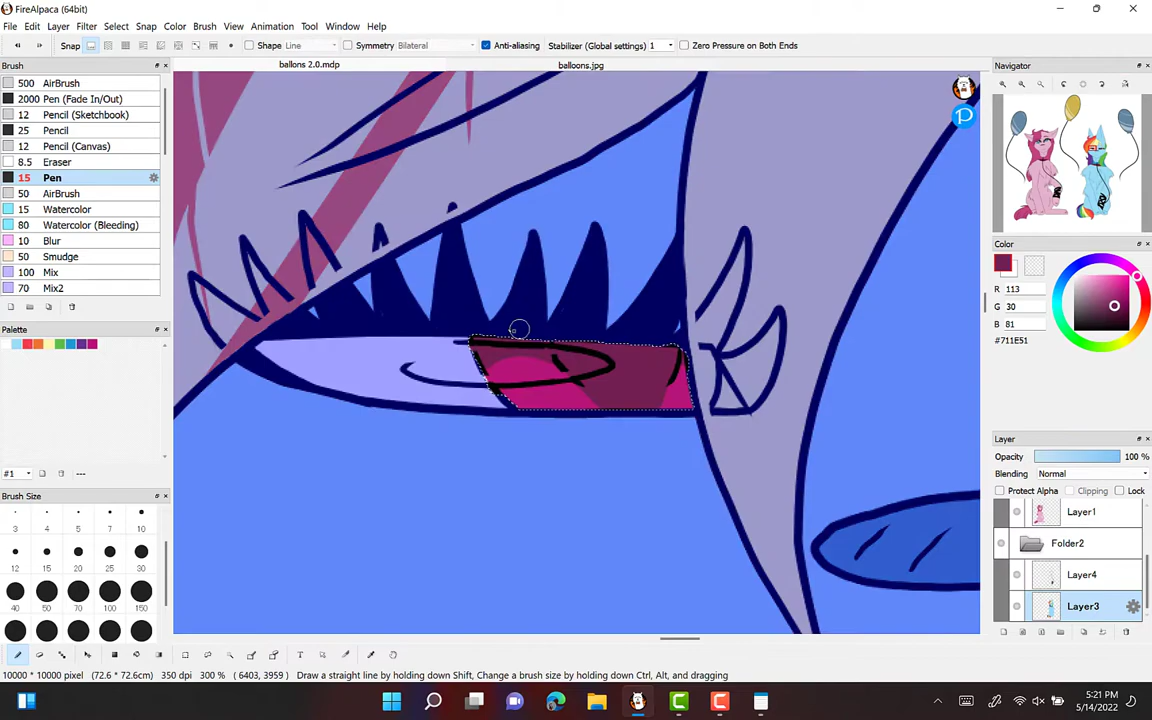 FireAlpaca (64bit)
File Edit Layer Filter Select Snap Color Brush View Animation Tool Window Help
Snap Shape Line Symmetry Bilateral Anti-aliasing Stabilizer (Global settings) 1 Zero Pressure on Both Ends
Brush
ballons 2.0.mdp
balloons.jpg
Navigator
500 AirBrush
2000 Pen (Fade In/Out)
12 Pencil (Sketchbook)
25 Pencil
12 Pencil (Canvas)
8.5 Eraser
15 Pen
50 AirBrush
15 Watercolor
80 Watercolor (Bleeding)
10 Blur
50 Smudge
100 Mix
70 Mix2
Palette
#1 ---
Brush Size
3 4 5 7 10
12 15 20 25 30
40 50 70 100 150
Color
R 113
G 30
B 81
#711E51
Layer
Opacity 100 %
Blending Normal
Protect Alpha Clipping Lock
Layer1
Folder2
Layer4
Layer3
T
10000 * 10000 pixel (72.6 * 72.6cm) 350 dpi 300 % ( 6403, 3959 ) Draw a straight line by holding down Shift, Change a brush size by holding down Ctrl, Alt, and dragging
5:21 PM
5/14/2022